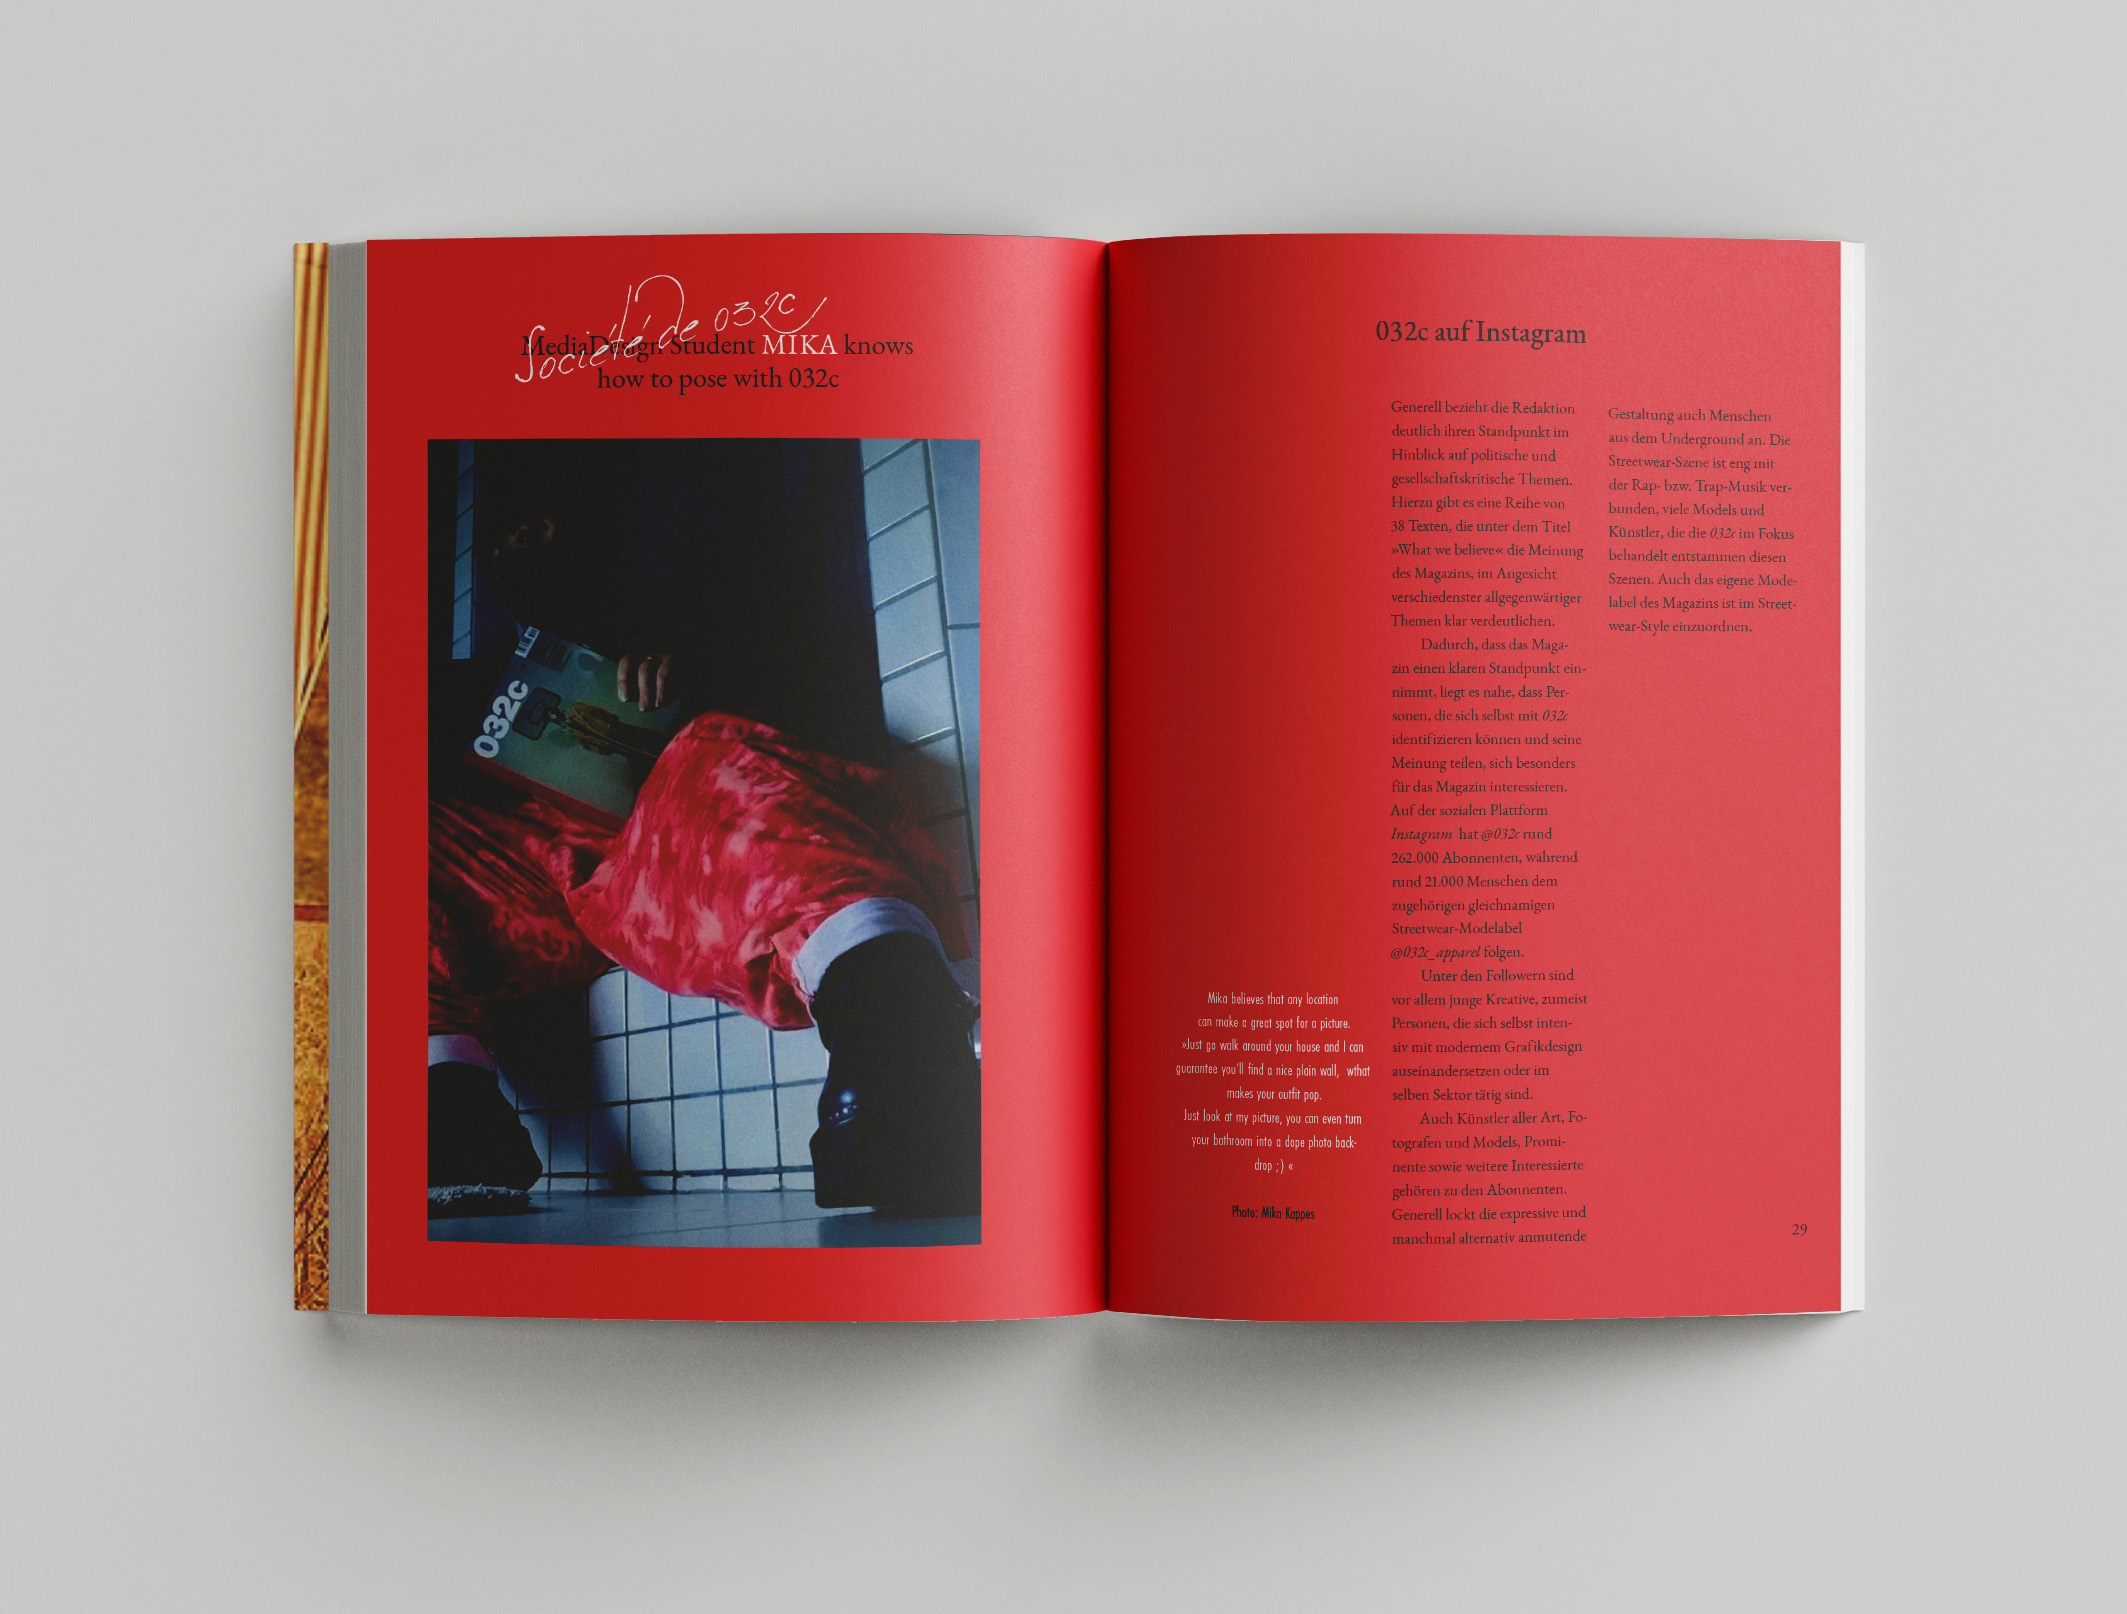 Société de 032c
MediaDesign Student MIKA knows
how to pose with 032c
032c
032c auf Instagram
Generell bezieht die Redaktion
deutlich ihren Standpunkt im
Hinblick auf politische und
gesellschaftskritische Themen.
Hierzu gibt es eine Reihe von
38 Texten, die unter dem Titel
»What we believe« die Meinung
des Magazins, im Angesicht
verschiedenster allgegenwärtiger
Themen klar verdeutlichen.
Dadurch, dass das Maga-
zin einen klaren Standpunkt ein-
nimmt, liegt es nahe, dass Per-
sonen, die sich selbst mit 032c
identifizieren können und seine
Meinung teilen, sich besonders
für das Magazin interessieren.
Auf der sozialen Plattform
Instagram hat @032c rund
262.000 Abonnenten, während
rund 21.000 Menschen dem
zugehörigen gleichnamigen
Streetwear-Modelabel
@032c_apparel folgen.
Unter den Followern sind
vor allem junge Kreative, zumeist
Personen, die sich selbst inten-
siv mit modernem Grafikdesign
auseinandersetzen oder im
selben Sektor tätig sind.
Auch Künstler aller Art, Fo-
tografen und Models, Promi-
nente sowie weitere Interessierte
gehören zu den Abonnenten.
Generell lockt die expressive und
manchmal alternativ anmutende
Gestaltung auch Menschen
aus dem Underground an. Die
Streetwear-Szene ist eng mit
der Rap- bzw. Trap-Musik ver-
bunden, viele Models und
Künstler, die die 032c im Fokus
behandelt entstammen diesen
Szenen. Auch das eigene Mode-
label des Magazins ist im Street-
wear-Style einzuordnen.
Mika believes that any location
can make a great spot for a picture.
»Just go walk around your house and I can
guarantee you'll find a nice plain wall, wthat
makes your outfit pop.
Just look at my picture, you can even turn
your bathroom into a dope photo back-
drop ;) «
Photo: Mika Kappes
29